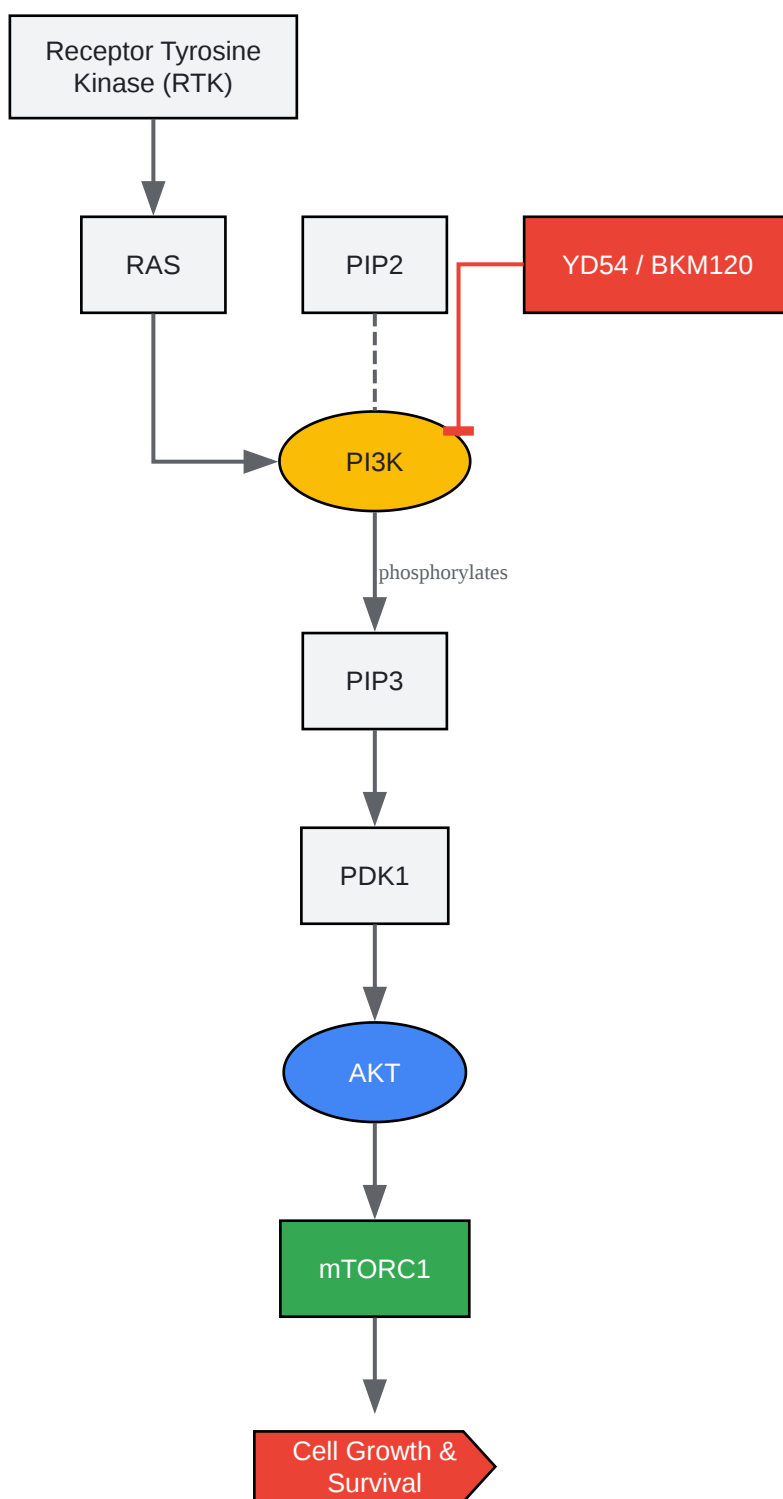 Receptor Tyrosine
Kinase (RTK)
RAS
PIP2
YD54 / BKM120
PI3K
phosphorylates
PIP3
PDK1
AKT
mTORC1
Cell Growth &
Survival